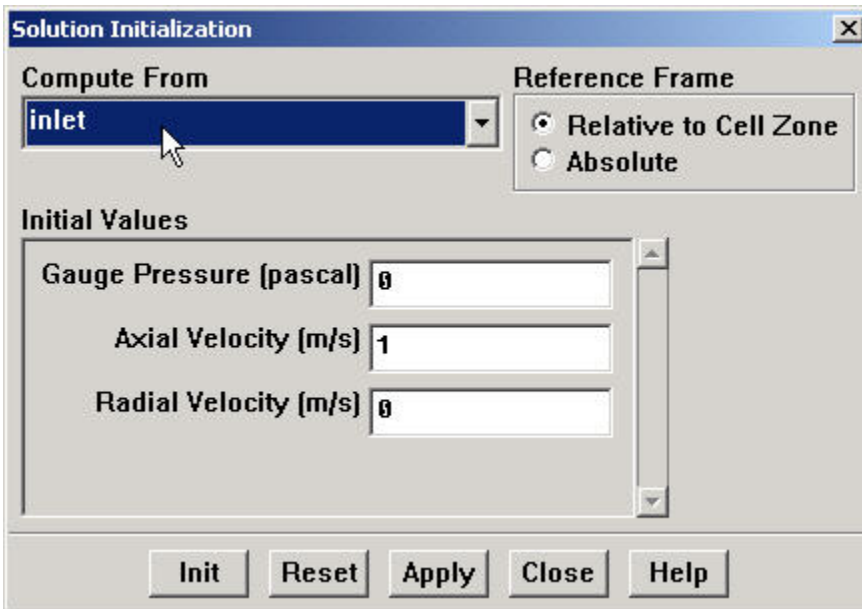 Solution Initialization
Compute From
Reference Frame
inlet
Relative to Cell Zone
Absolute
Initial Values
Gauge Pressure (pascal) 0
Axial Velocity (m/s) 1
Radial Velocity (m/s) 0
Init Reset Apply Close Help